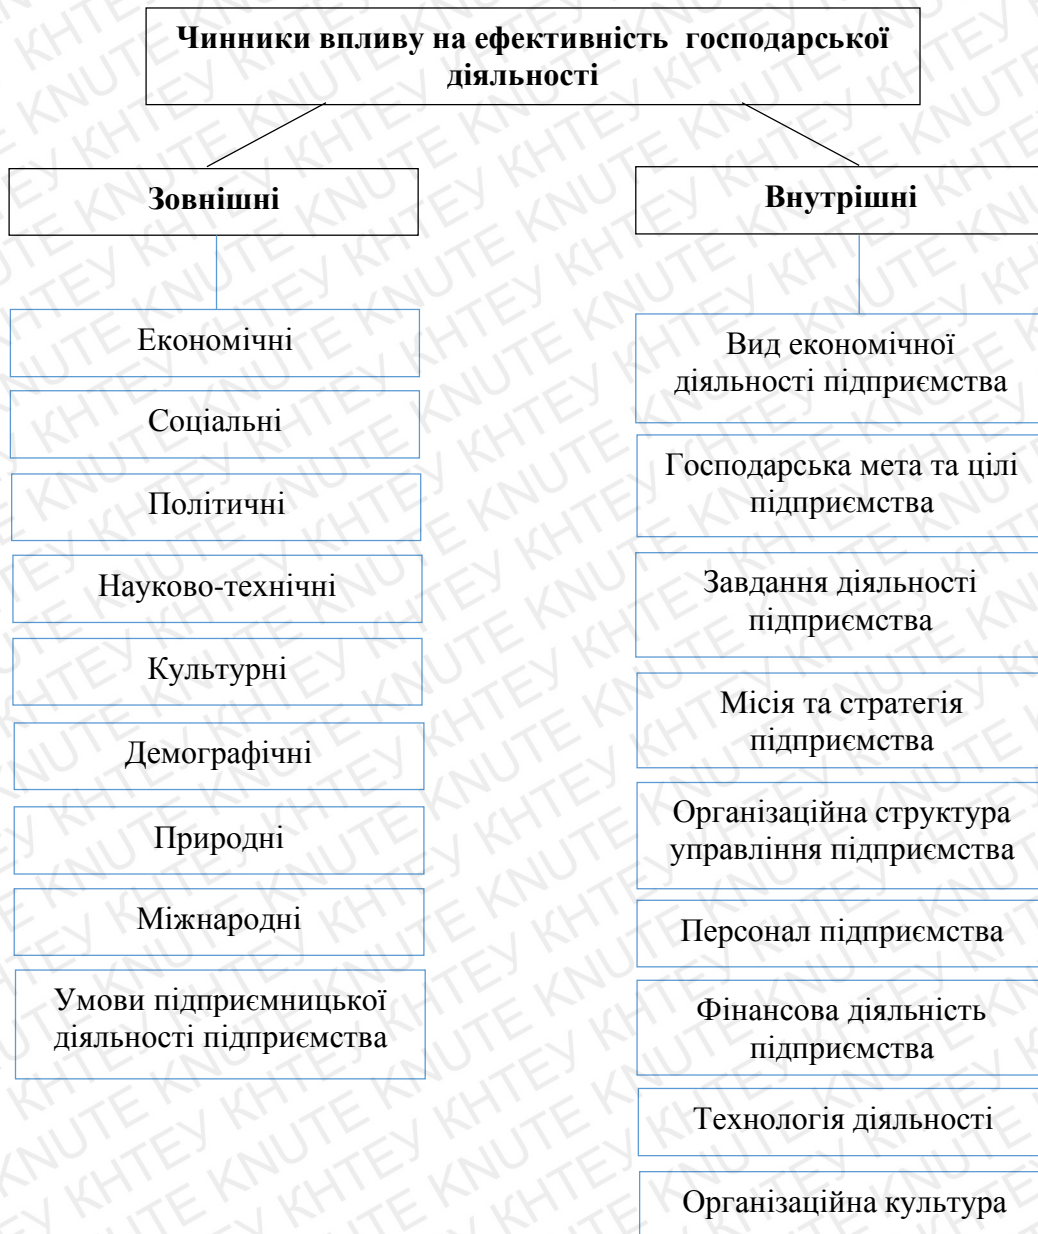 Чинники впливу на ефективність господарської
діяльності
Зовнішні
Економічні
Соціальні
Політичні
Науково-технічні
Культурні
Демографічні
Природні
Міжнародні
Умови підприємницької
діяльності підприємства
Внутрішні
Вид економічної
діяльності підприємства
Господарська мета та цілі
підприємства
Завдання діяльності
підприємства
Місія та стратегія
підприємства
Організаційна структура
управління підприємства
Персонал підприємства
Фінансова діяльність
підприємства
Технологія діяльності
Організаційна культура
KHTEY KNUTE